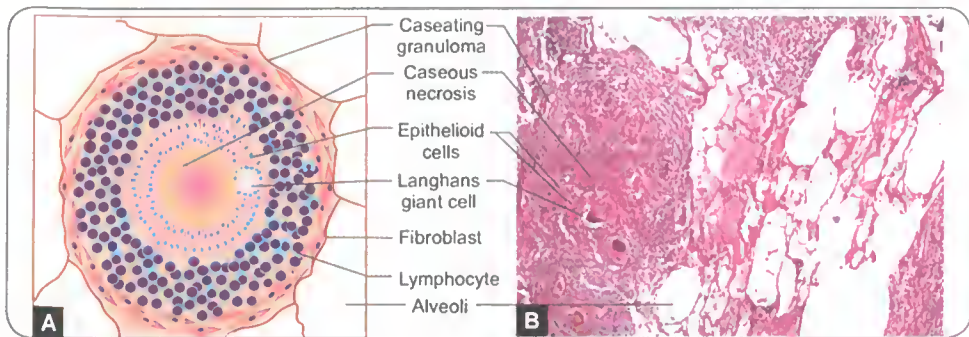 Caseating
granuloma
Caseous
necrosis
Epithelioid
cells
Langhans
giant cell
Fibroblast
Lymphocyte
Alveoli
A
B